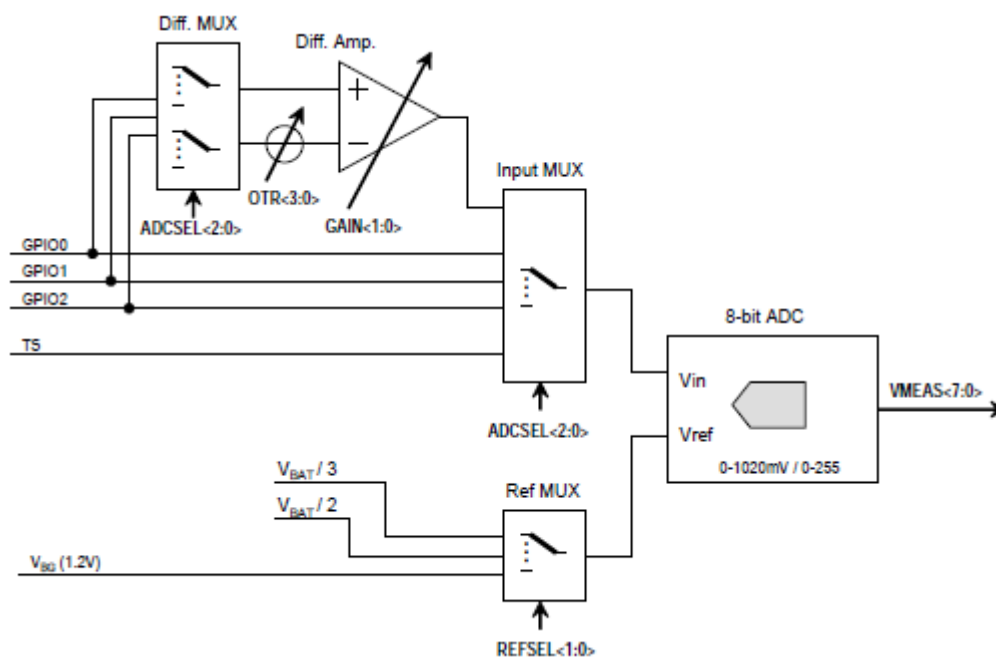 Diff. MUX
Diff. Amp.
+
−
OTR<3:0>
GAIN<1:0>
ADCSEL<2:0>
Input MUX
GPIO0
GPIO1
GPIO2
TS
ADCSEL<2:0>
8-bit ADC
Vin
Vref
0-1020mV / 0-255
VMEAS<7:0>
VBAT / 3
VBAT / 2
Ref MUX
VBG (1.2V)
REFSEL<1:0>